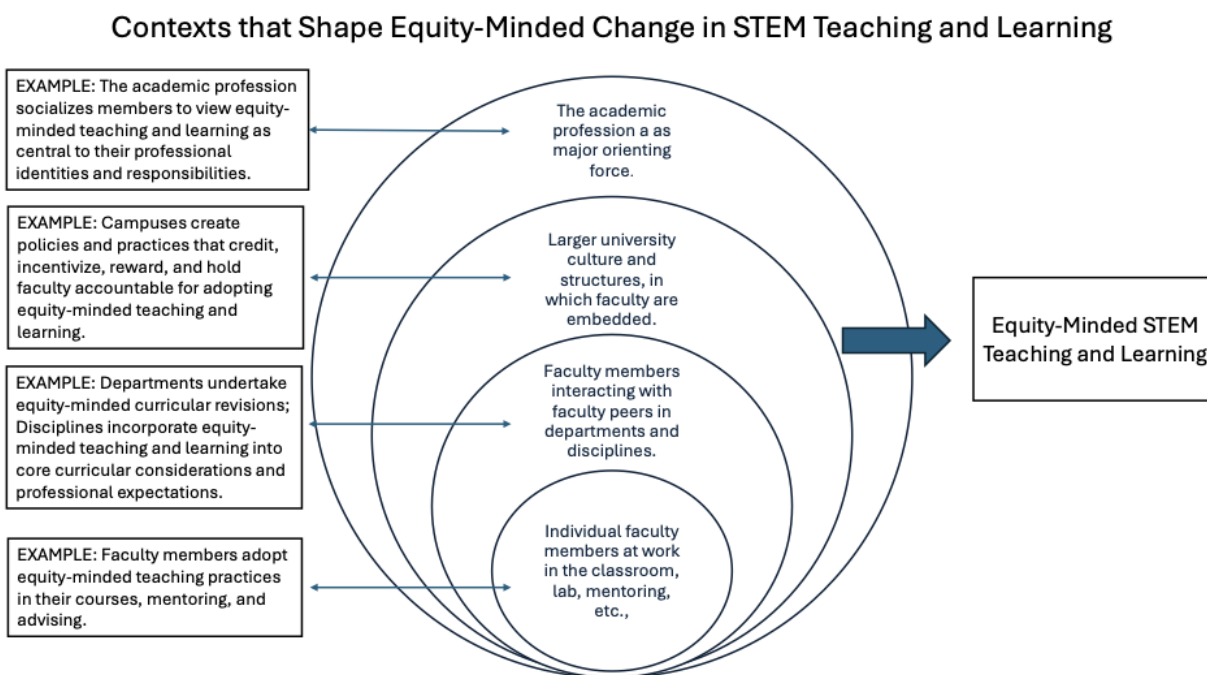 Contexts that Shape Equity-Minded Change in STEM Teaching and Learning
EXAMPLE: The academic profession
socializes members to view equity-
minded teaching and learning as
central to their professional
identities and responsibilities.
The academic
profession a as
major orienting
force.
EXAMPLE: Campuses create
policies and practices that credit,
incentivize, reward, and hold
faculty accountable for adopting
equity-minded teaching and
learning.
Larger university
culture and
structures, in
which faculty are
embedded.
EXAMPLE: Departments undertake
equity-minded curricular revisions;
Disciplines incorporate equity-
minded teaching and learning into
core curricular considerations and
professional expectations.
Faculty members
interacting with
faculty peers in
departments and
disciplines.
EXAMPLE: Faculty members adopt
equity-minded teaching practices
in their courses, mentoring, and
advising.
Individual faculty
members at work
in the classroom,
lab, mentoring,
etc.,
Equity-Minded STEM
Teaching and Learning